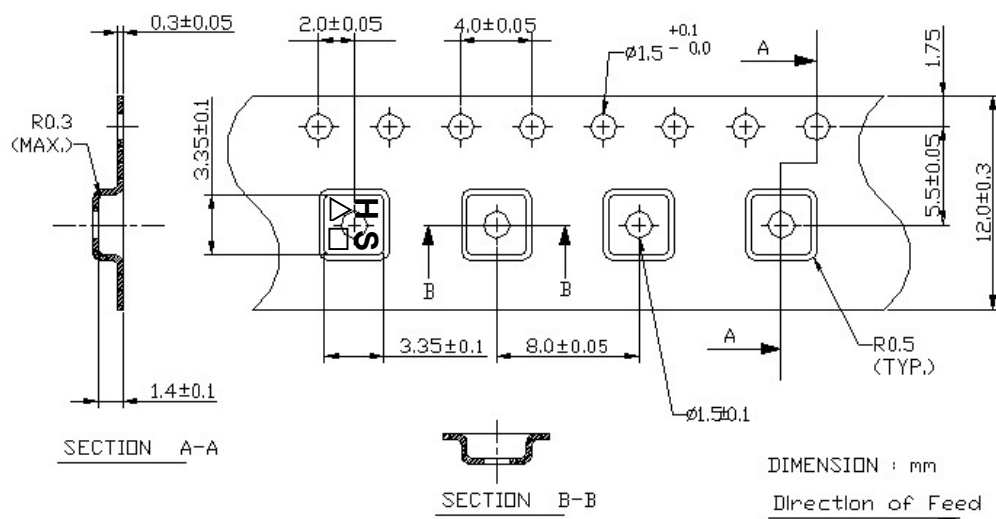 0.3±0.05
2.0±0.05
4.0±0.05
Ø1.5 +0.1 - 0.0
A
1.75
R0.3
(MAX.)
3.35±0.1
5.5±0.05
12.0±0.3
SH
B
B
3.35±0.1
8.0±0.05
A
R0.5
(TYP.)
1.4±0.1
Ø1.5±0.1
SECTION A-A
SECTION B-B
DIMENSION : mm
Direction of Feed